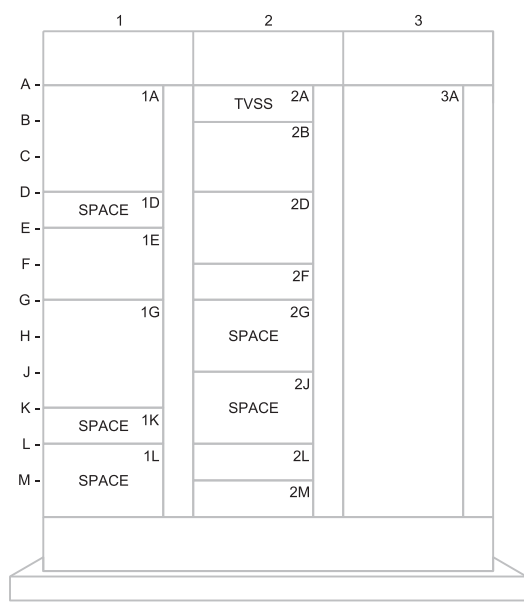 1 2 3
A - 1A TVSS 2A 3A
B - 2B
C -
D - SPACE 1D 2D
E - 1E
F - 2F
G - 1G 2G
H - SPACE
J - 2J
K - SPACE 1K SPACE
L - 1L 2L
M - SPACE 2M